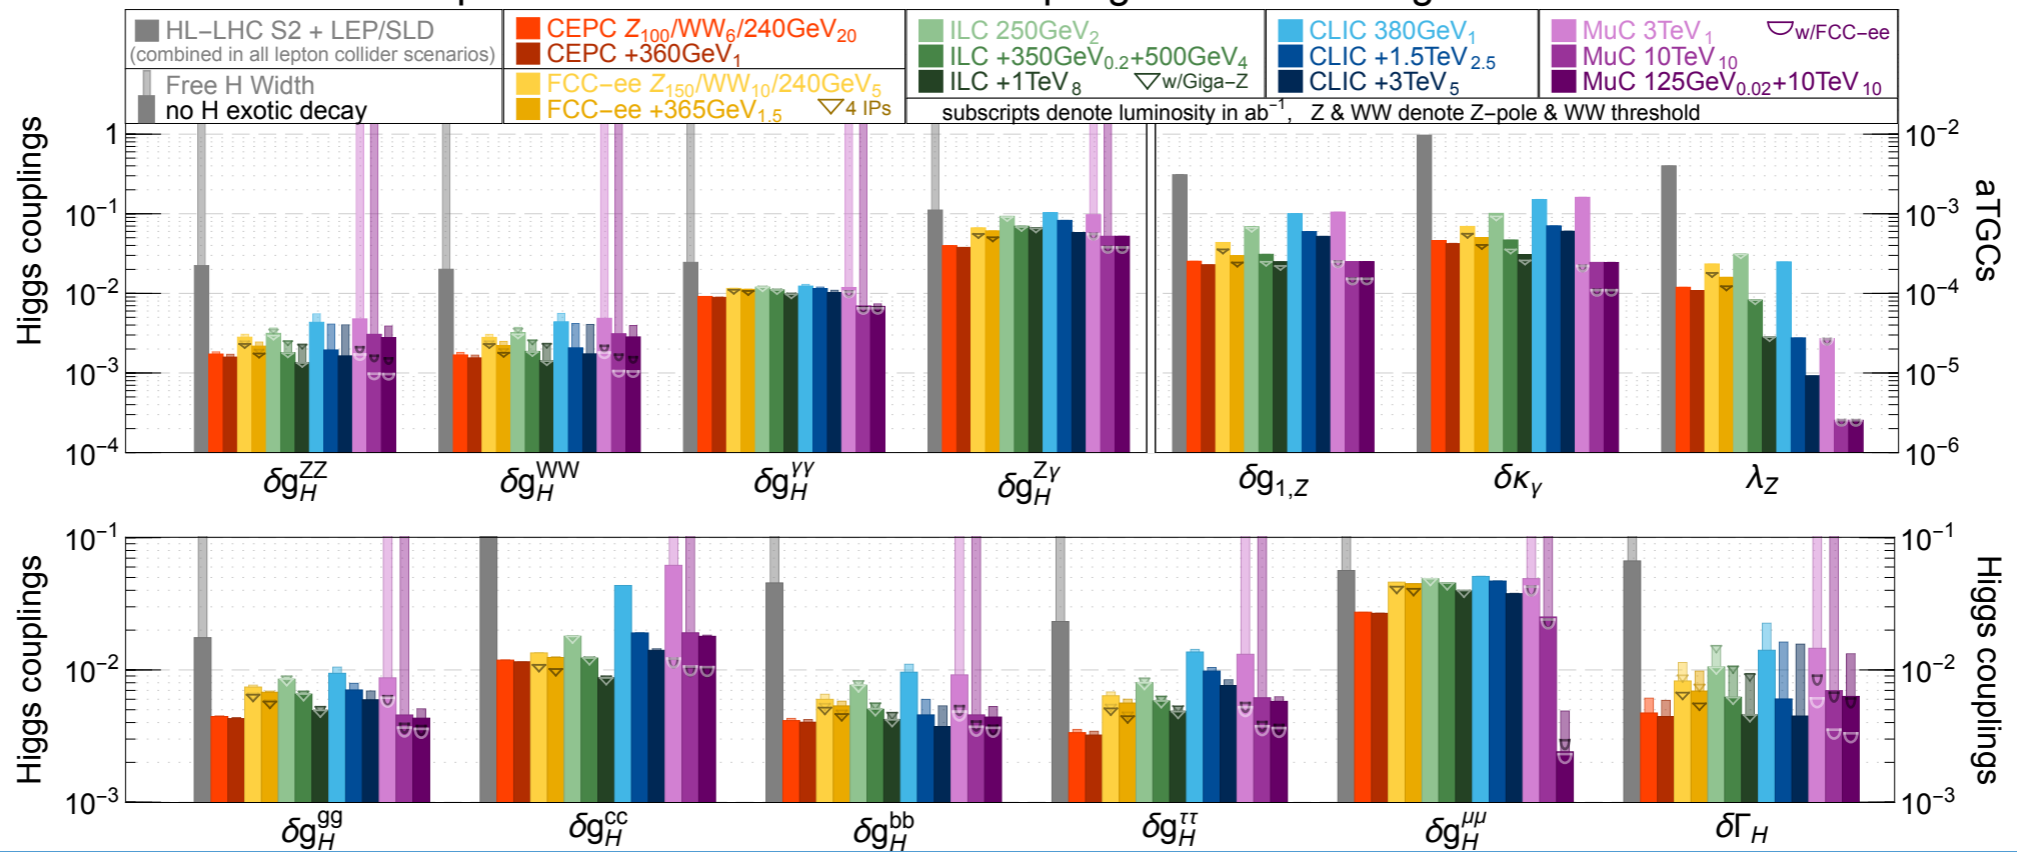 HL−LHC S2 + LEP/SLD
(combined in all lepton collider scenarios)
Free H Width
no H exotic decay
CEPC Z100/WW6/240GeV20
CEPC +360GeV1
FCC−ee Z150/WW10/240GeV5
FCC−ee +365GeV1.5 ▽4 IPs
ILC 250GeV2
ILC +350GeV0.2+500GeV4
ILC +1TeV8 ▽w/Giga−Z
CLIC 380GeV1
CLIC +1.5TeV2.5
CLIC +3TeV5
MuC 3TeV1 w/FCC−ee
MuC 10TeV10
MuC 125GeV0.02+10TeV10
subscripts denote luminosity in ab−1, Z & WW denote Z−pole & WW threshold
Higgs couplings
1
10−1
10−2
10−3
10−4
10−2
10−3
10−4
10−5
10−6
aTGCs
δgHZZ
δgHWW
δgHγγ
δgHZγ
δg1,Z
δκγ
λZ
Higgs couplings
10−1
10−2
10−3
10−1
10−2
10−3
Higgs couplings
δgHgg
δgHcc
δgHbb
δgHττ
δgHμμ
δΓH